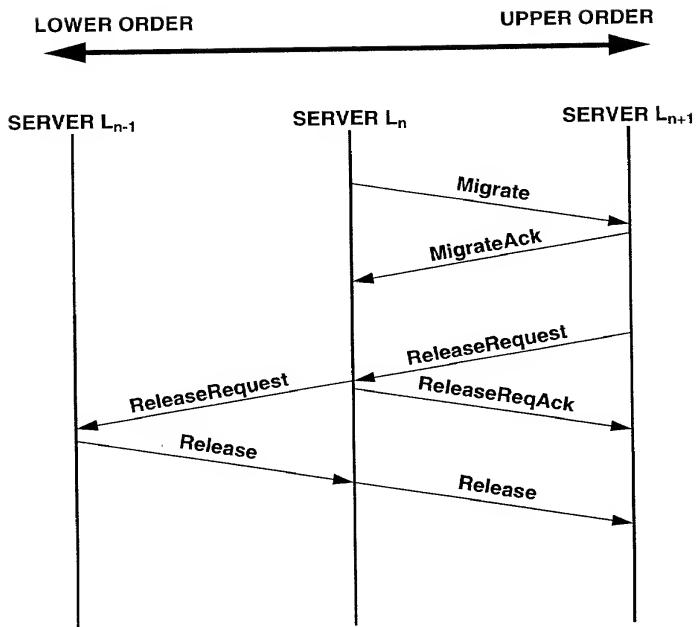 LOWER ORDER
UPPER ORDER
SERVER Ln-1
SERVER Ln
SERVER Ln+1
Migrate
MigrateAck
ReleaseRequest
ReleaseRequest
ReleaseReqAck
Release
Release